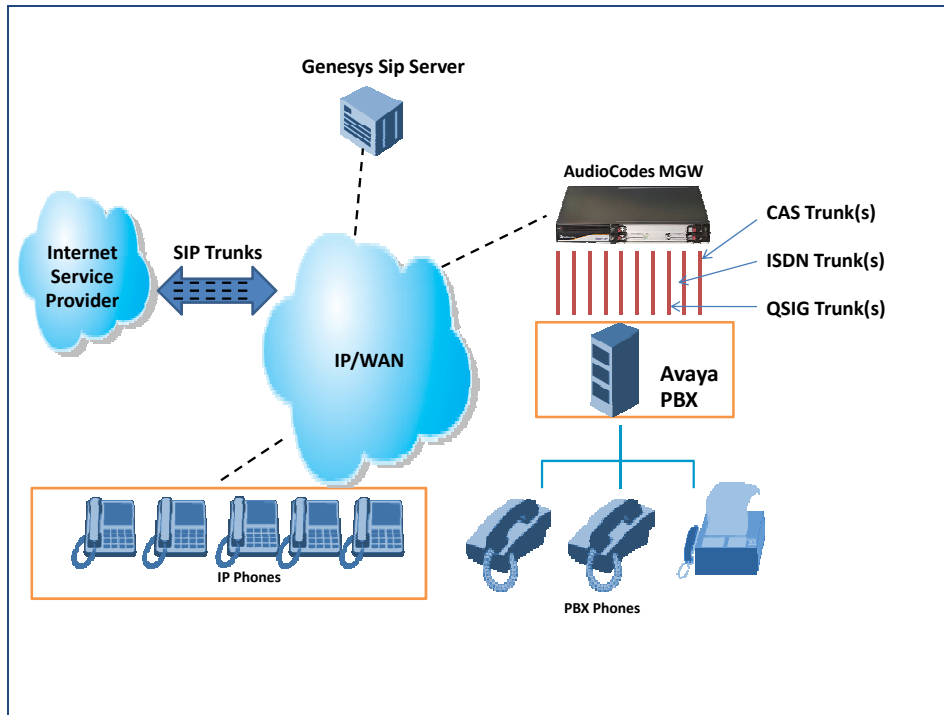 Genesys Sip Server
AudioCodes MGW
CAS Trunk(s)
Internet
Service
Provider
SIP Trunks
ISDN Trunk(s)
QSIG Trunk(s)
IP/WAN
Avaya
PBX
IP Phones
PBX Phones